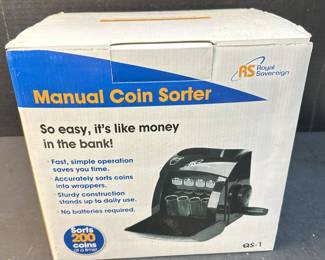 RS Royal
Sovereign
Manual Coin Sorter
So easy, it's like money
in the bank!
· Fast, simple operation
saves you time.
· Accurately sorts coins
into wrappers.
· Sturdy construction
stands up to daily use.
· No batteries required.
Sorts
200
coins
at a time!
QS-1